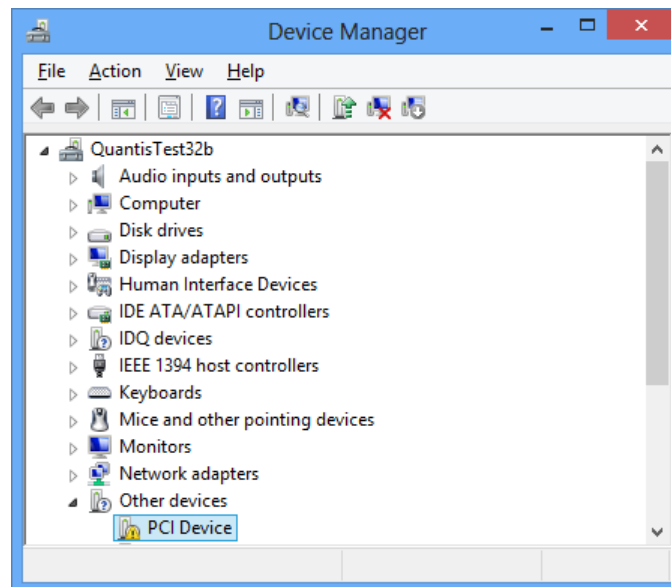 Device Manager
File Action View Help
QuantisTest32b
Audio inputs and outputs
Computer
Disk drives
Display adapters
Human Interface Devices
IDE ATA/ATAPI controllers
IDQ devices
IEEE 1394 host controllers
Keyboards
Mice and other pointing devices
Monitors
Network adapters
Other devices
PCI Device